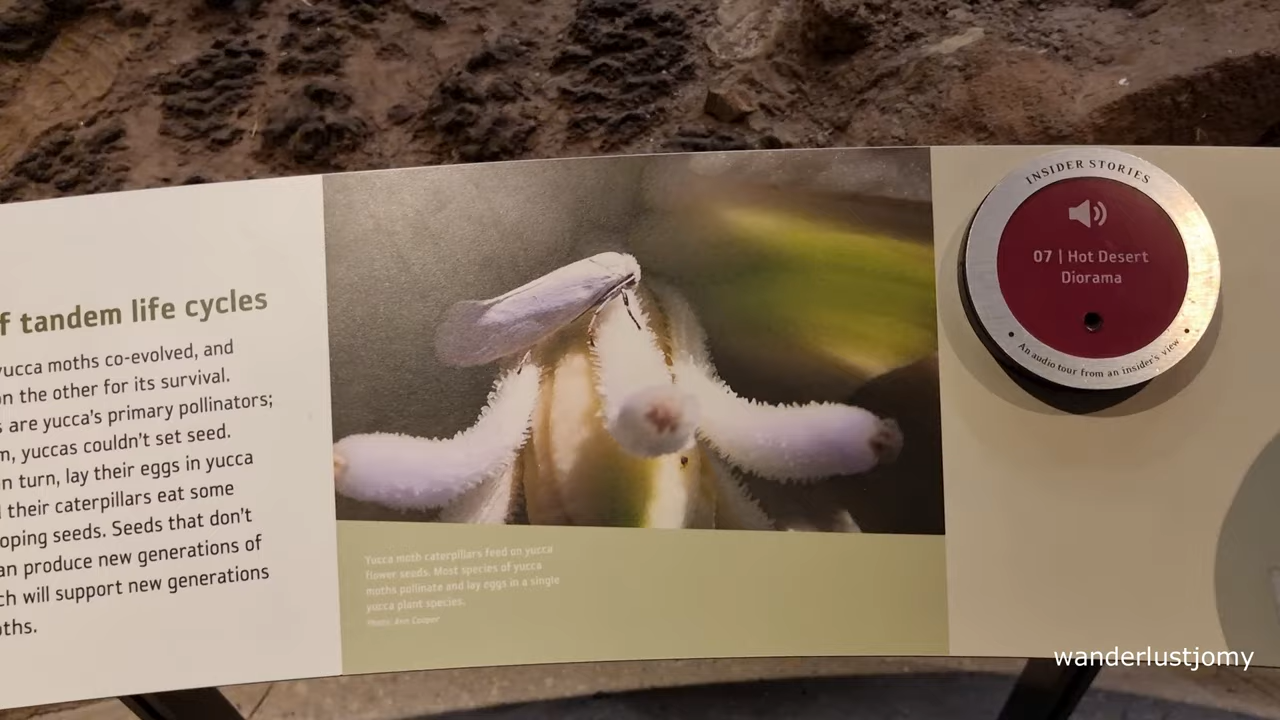 f tandem life cycles
yucca moths co-evolved, and
on the other for its survival.
s are yucca's primary pollinators;
m, yuccas couldn't set seed.
n turn, lay their eggs in yucca
d their caterpillars eat some
oping seeds. Seeds that don't
an produce new generations of
ch will support new generations
oths.
Yucca moth caterpillars feed on yucca
flower seeds. Most species of yucca
moths pollinate and lay eggs in a single
yucca plant species.
Photo: Ann Cooper
INSIDER STORIES
07 | Hot Desert
Diorama
• An audio tour from an insider's view •
wanderlustjomy